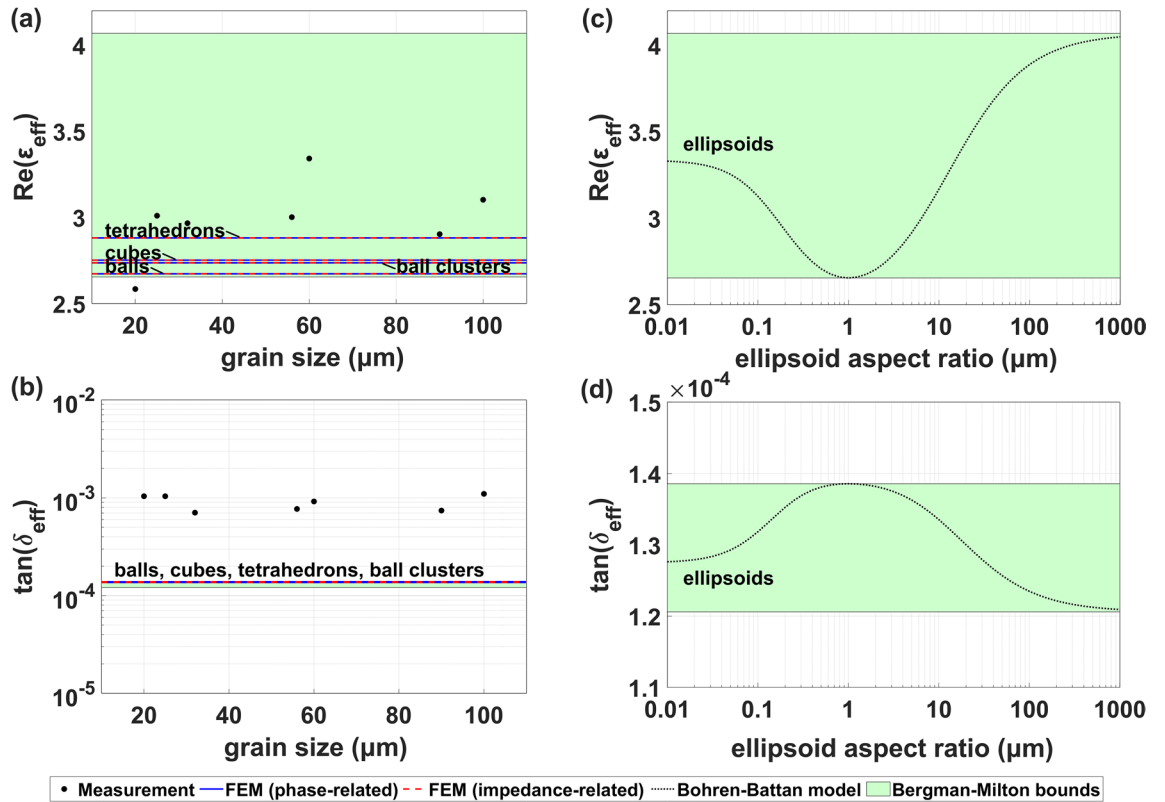 (a)
4
3.5
3
2.5
Re(ε_eff)
tetrahedrons
cubes
balls
ball clusters
20 40 60 80 100
grain size (μm)
(c)
4
3.5
3
2.5
Re(ε_eff)
ellipsoids
0.01 0.1 1 10 100 1000
ellipsoid aspect ratio (μm)
(b)
10^-2
10^-3
10^-4
10^-5
tan(δ_eff)
balls, cubes, tetrahedrons, ball clusters
20 40 60 80 100
grain size (μm)
(d)
×10^-4
1.5
1.4
1.3
1.2
1.1
tan(δ_eff)
ellipsoids
0.01 0.1 1 10 100 1000
ellipsoid aspect ratio (μm)
Measurement FEM (phase-related) FEM (impedance-related) Bohren-Battan model Bergman-Milton bounds